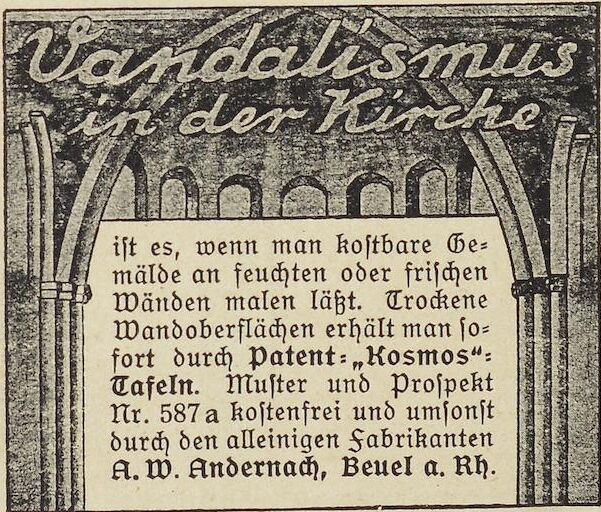 Vandalismus
in der Kirche
ist es, wenn man kostbare Ge-
mälde an feuchten oder frischen
Wänden malen läßt. Trockene
Wandoberflächen erhält man so-
fort durch Patent-„Kosmos“-
Tafeln. Muster und Prospekt
Nr. 587a kostenfrei und umsonst
durch den alleinigen Fabrikanten
A. W. Andernach, Beuel a. Rh.